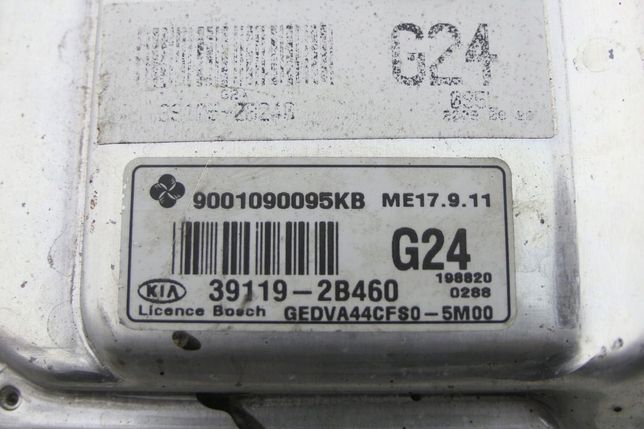 G24
9001090095KB ME17.9.11
G24
198820
0288
KIA 39119-2B460
Licence Bosch GEDVA44CFS0-5M00